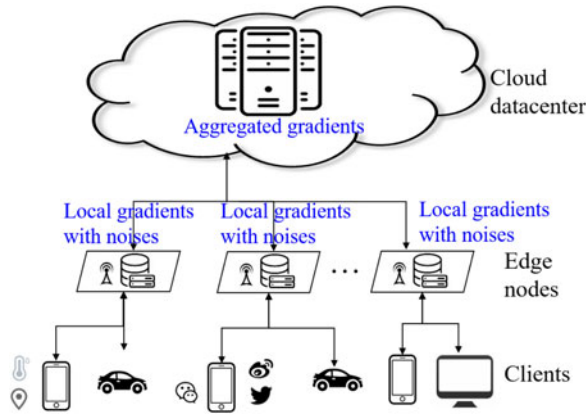 Aggregated gradients
Cloud
datacenter
Local gradients
with noises
Local gradients
with noises
Local gradients
with noises
Edge
nodes
Clients